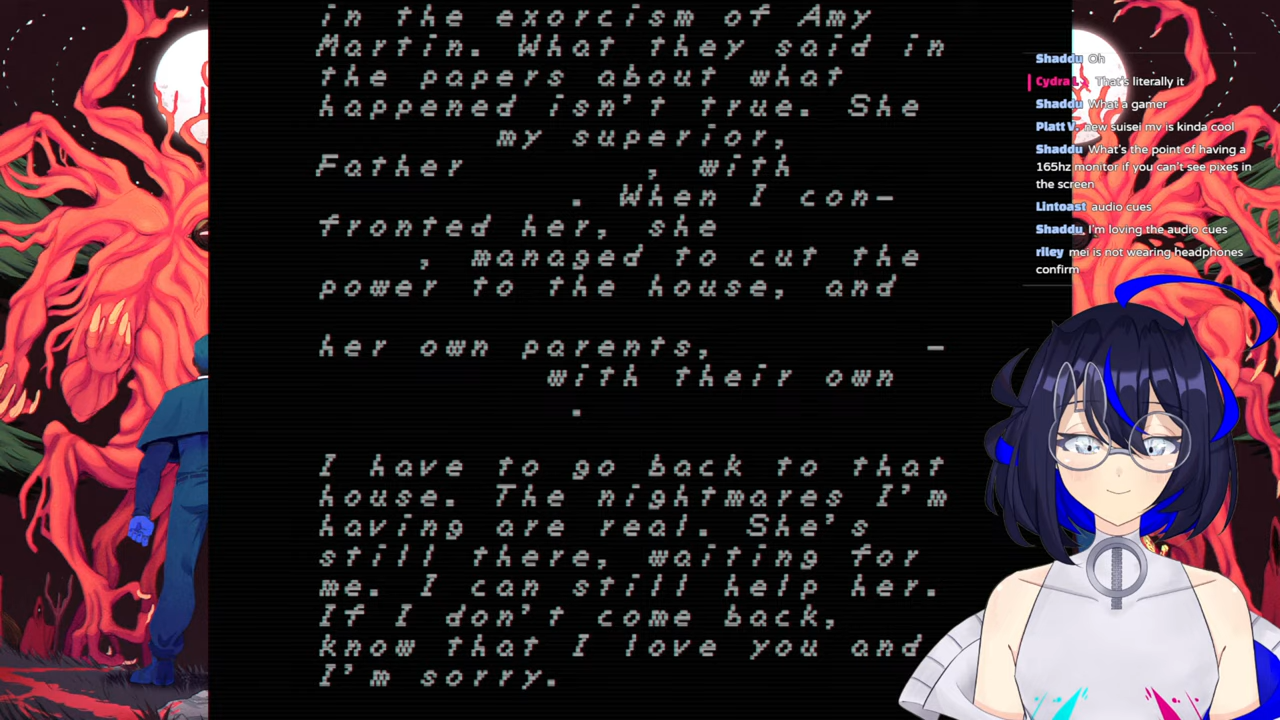 in the exorcism of Amy
Martin. What they said in
the papers about what
happened isn't true. She
my superior,
Father , with
. When I con-
fronted her, she
, managed to cut the
power to the house, and
her own parents, -
with their own
.
I have to go back to that
house. The nightmares I'm
having are real. She's
still there, waiting for
me. I can still help her.
If I don't come back,
know that I love you and
I'm sorry.
Shaddu Oh
That's literally it
Shaddu What a gamer
Platt V. new suisei mv is kinda cool
Shaddu What's the point of having a
165hz monitor if you can't see pixes in
the screen
Lintoast audio cues
Shaddu I'm loving the audio cues
riley mei is not wearing headphones
confirm